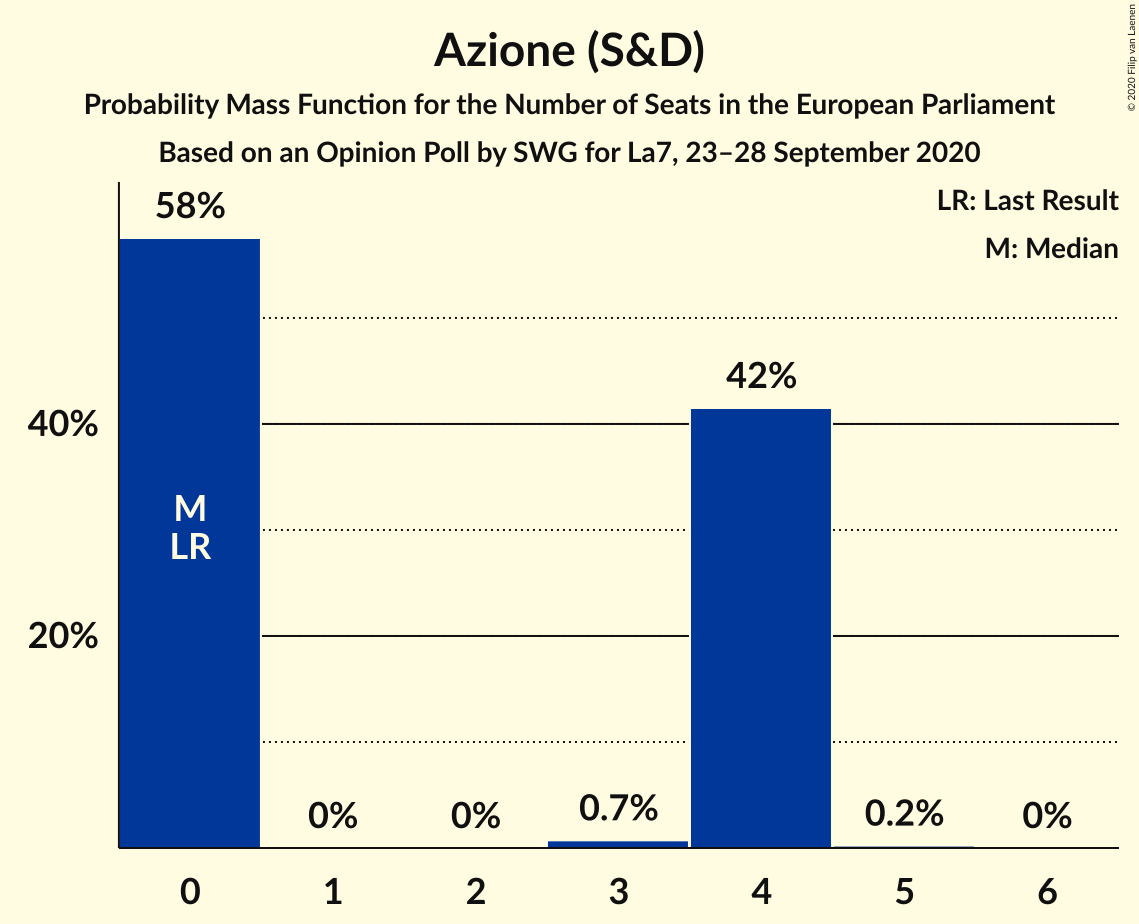 Azione (S&D)
Probability Mass Function for the Number of Seats in the European Parliament
Based on an Opinion Poll by SWG for La7, 23–28 September 2020
© 2020 Filip van Laenen
LR: Last Result
M: Median
58%
42%
40%
M
LR
20%
0%
0%
0.7%
0.2%
0%
0
1
2
3
4
5
6